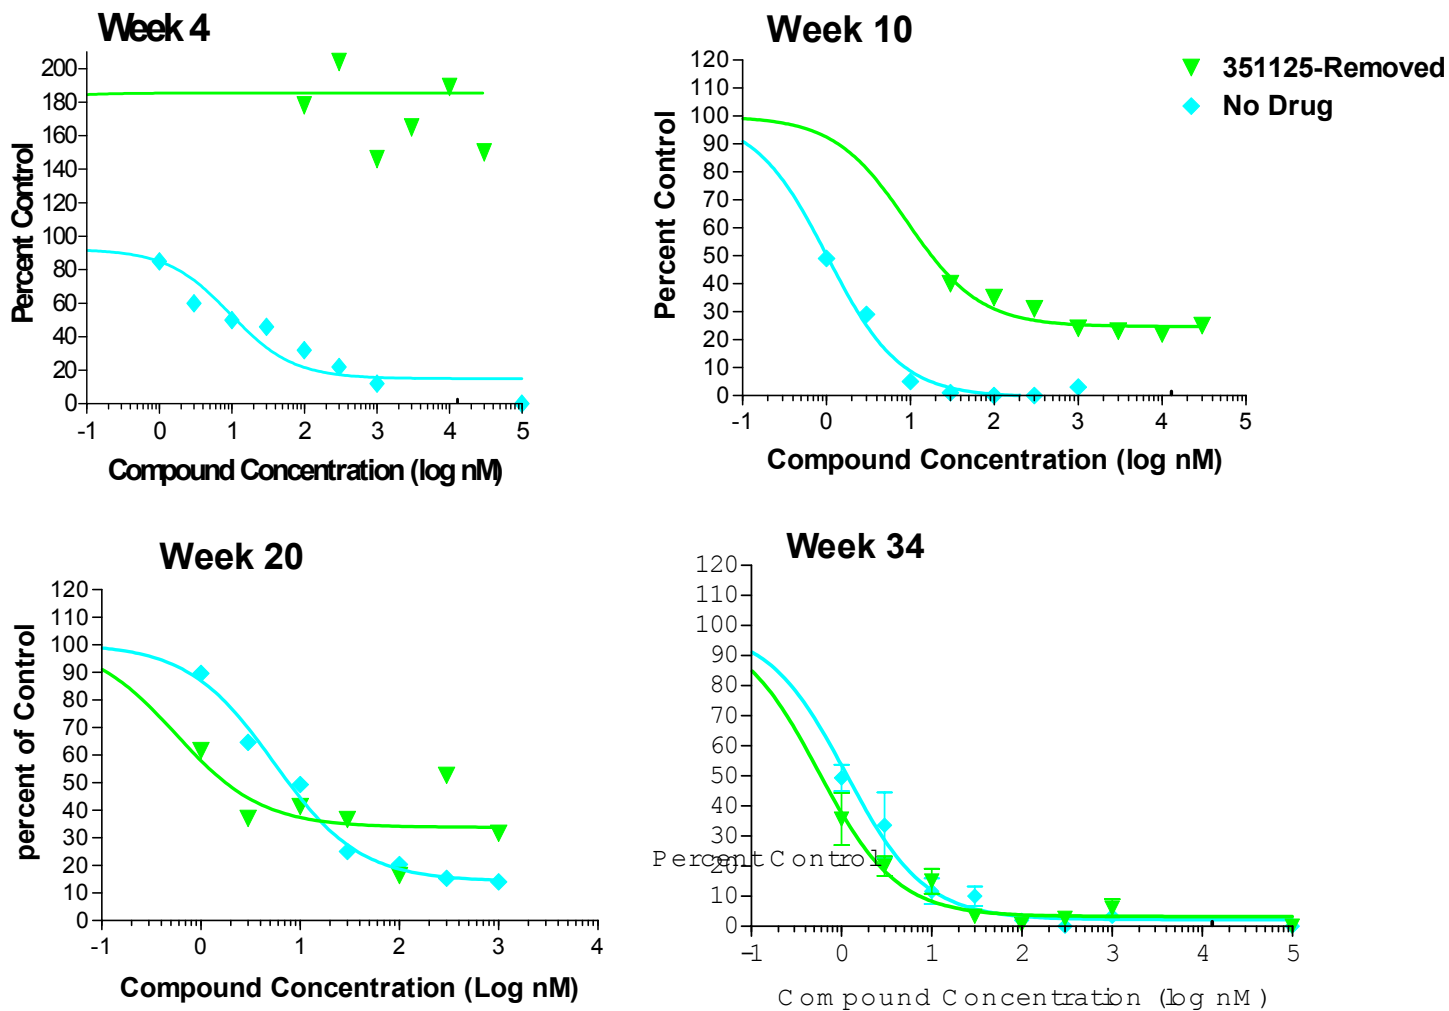 Week 4
200
180
160
140
120
100
80
60
40
20
0
Percent Control
-1 0 1 2 3 4 5
Compound Concentration (log nM)
Week 10
120
110
100
90
80
70
60
50
40
30
20
10
0
Percent Control
-1 0 1 2 3 4 5
Compound Concentration (log nM)
351125-Removed
No Drug
Week 20
120
110
100
90
80
70
60
50
40
30
20
10
0
percent of Control
-1 0 1 2 3 4
Compound Concentration (Log nM)
Week 34
120
110
100
90
80
70
60
50
40
30
20
10
0
Percent Control
-1 0 1 2 3 4 5
Compound Concentration (log nM)